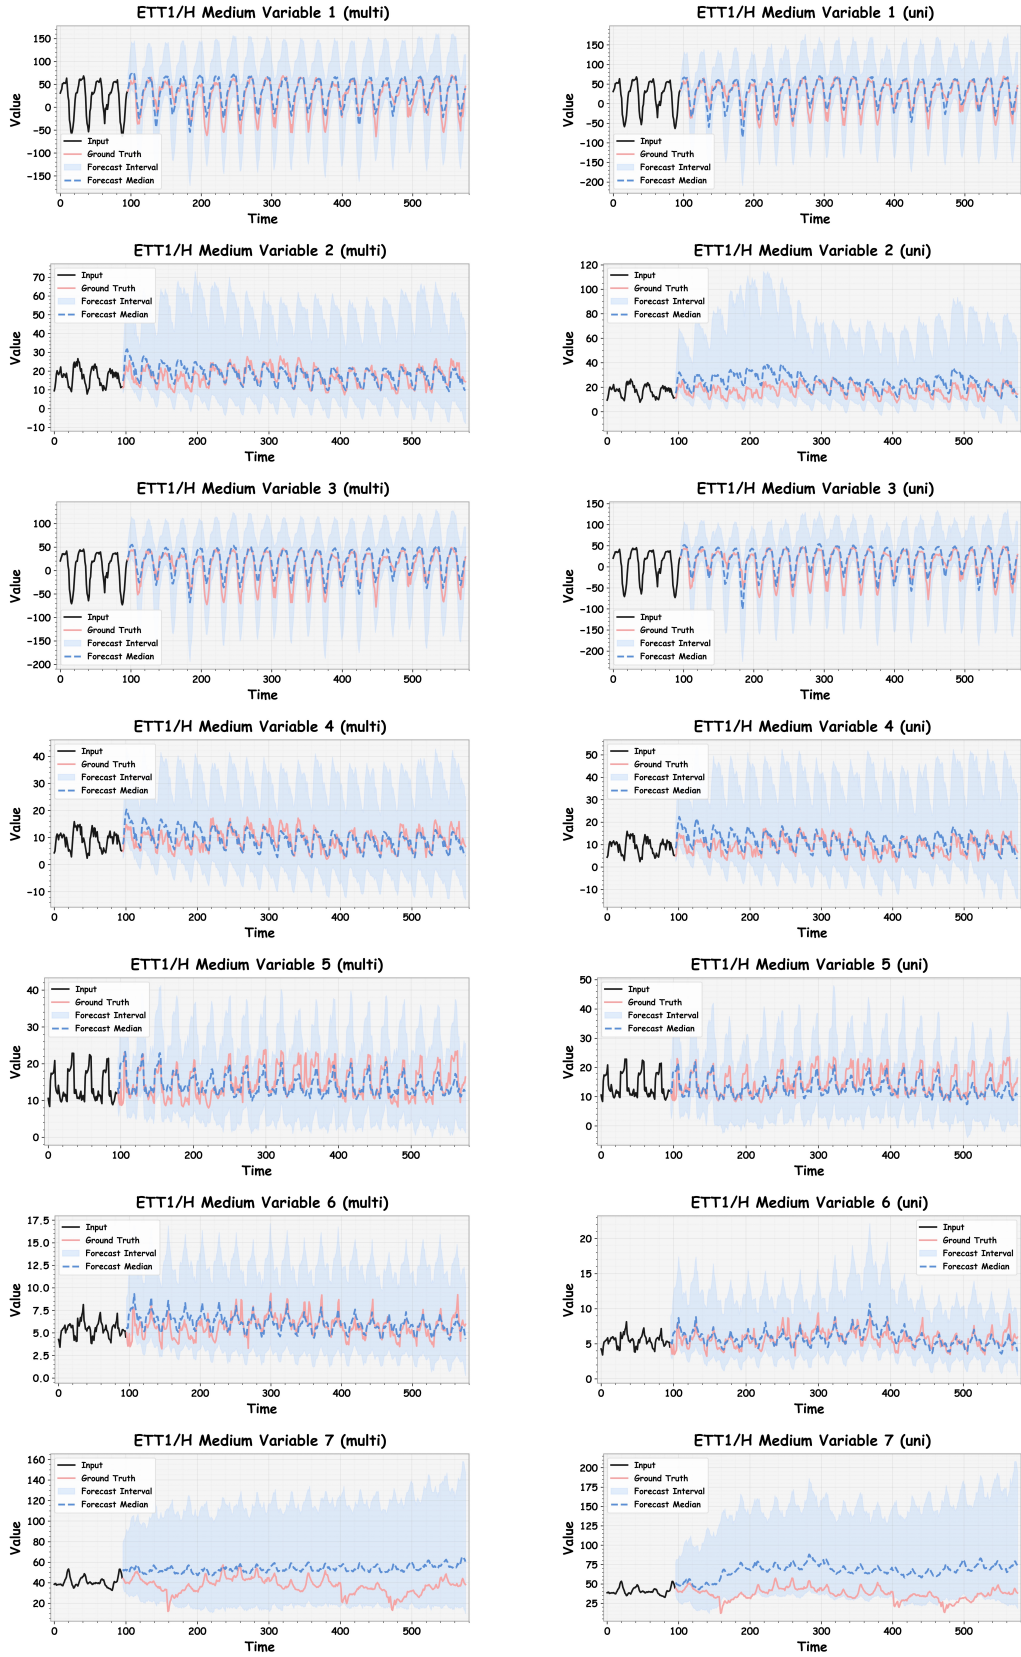 ETT1/H Medium Variable 1 (multi)
150
100
50
0
−50
−100
−150
Value
Input
Ground Truth
Forecast Interval
Forecast Median
0 100 200 300 400 500
Time
ETT1/H Medium Variable 1 (uni)
150
100
50
0
−50
−100
−150
−200
Value
Input
Ground Truth
Forecast Interval
Forecast Median
0 100 200 300 400 500
Time
ETT1/H Medium Variable 2 (multi)
70
60
50
40
30
20
10
0
−10
Value
Input
Ground Truth
Forecast Interval
Forecast Median
0 100 200 300 400 500
Time
ETT1/H Medium Variable 2 (uni)
120
100
80
60
40
20
0
Value
Input
Ground Truth
Forecast Interval
Forecast Median
0 100 200 300 400 500
Time
ETT1/H Medium Variable 3 (multi)
100
50
0
−50
−100
−150
−200
Value
Input
Ground Truth
Forecast Interval
Forecast Median
0 100 200 300 400 500
Time
ETT1/H Medium Variable 3 (uni)
150
100
50
0
−50
−100
−150
−200
Value
Input
Ground Truth
Forecast Interval
Forecast Median
0 100 200 300 400 500
Time
ETT1/H Medium Variable 4 (multi)
40
30
20
10
0
−10
Value
Input
Ground Truth
Forecast Interval
Forecast Median
0 100 200 300 400 500
Time
ETT1/H Medium Variable 4 (uni)
50
40
30
20
10
0
−10
Value
Input
Ground Truth
Forecast Interval
Forecast Median
0 100 200 300 400 500
Time
ETT1/H Medium Variable 5 (multi)
40
30
20
10
0
Value
Input
Ground Truth
Forecast Interval
Forecast Median
0 100 200 300 400 500
Time
ETT1/H Medium Variable 5 (uni)
50
40
30
20
10
0
Value
Input
Ground Truth
Forecast Interval
Forecast Median
0 100 200 300 400 500
Time
ETT1/H Medium Variable 6 (multi)
17.5
15.0
12.5
10.0
7.5
5.0
2.5
0.0
Value
Input
Ground Truth
Forecast Interval
Forecast Median
0 100 200 300 400 500
Time
ETT1/H Medium Variable 6 (uni)
20
15
10
5
0
Value
Input
Ground Truth
Forecast Interval
Forecast Median
0 100 200 300 400 500
Time
ETT1/H Medium Variable 7 (multi)
160
140
120
100
80
60
40
20
Value
Input
Ground Truth
Forecast Interval
Forecast Median
0 100 200 300 400 500
Time
ETT1/H Medium Variable 7 (uni)
200
175
150
125
100
75
50
25
Value
Input
Ground Truth
Forecast Interval
Forecast Median
0 100 200 300 400 500
Time